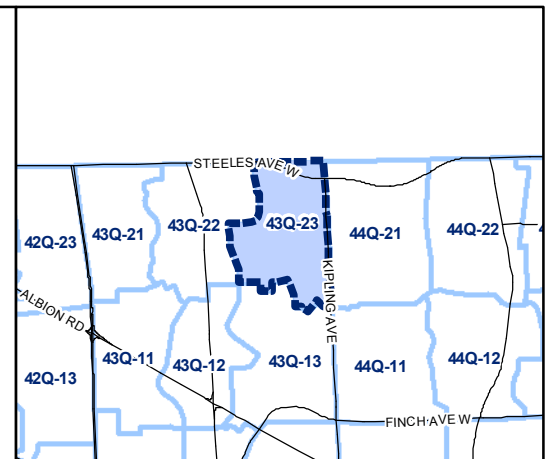 STEELES AVE W
43Q-22
43Q-23
44Q-22
43Q-21
44Q-21
42Q-23
KIPLING AVE
ALBION RD
43Q-11
44Q-12
43Q-12
43Q-13
44Q-11
42Q-13
FINCH AVE W